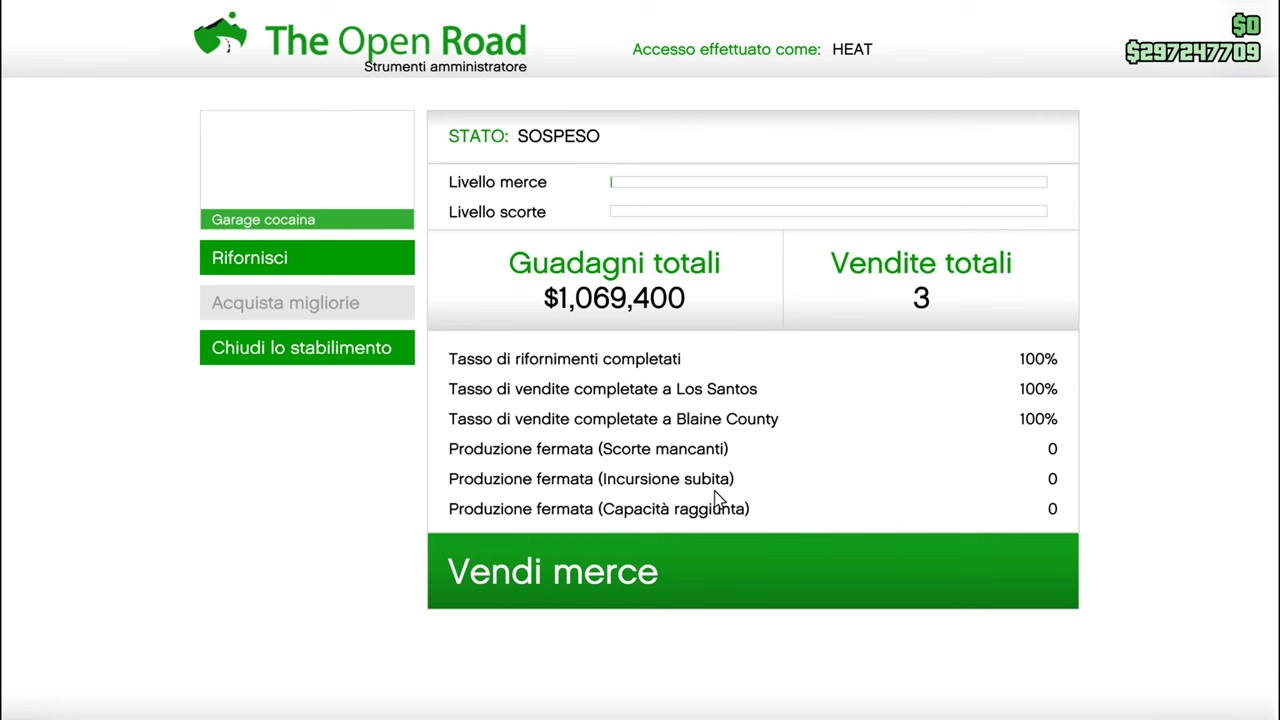 The Open Road
Strumenti amministratore
Accesso effettuato come: HEAT
$0
$297247709
Garage cocaina
Rifornisci
Acquista migliorie
Chiudi lo stabilimento
STATO: SOSPESO
Livello merce
Livello scorte
Guadagni totali
$1,069,400
Vendite totali
3
Tasso di rifornimenti completati 100%
Tasso di vendite completate a Los Santos 100%
Tasso di vendite completate a Blaine County 100%
Produzione fermata (Scorte mancanti) 0
Produzione fermata (Incursione subita) 0
Produzione fermata (Capacità raggiunta) 0
Vendi merce